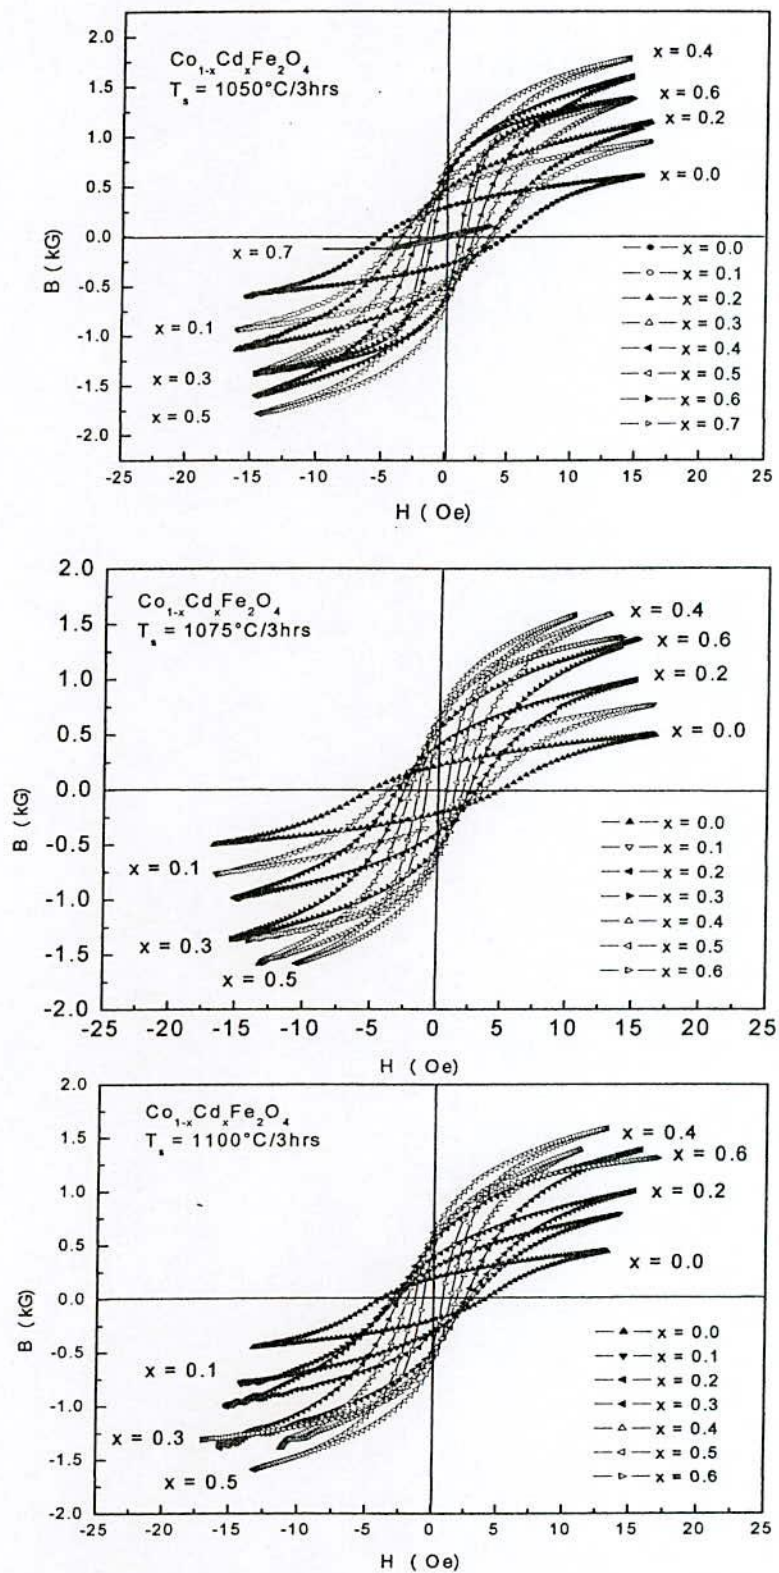 Co1-xCdxFe2O4
Ts = 1050°C/3hrs
x = 0.4
x = 0.6
x = 0.2
x = 0.0
x = 0.7
x = 0.1
x = 0.3
x = 0.5
x = 0.0
x = 0.1
x = 0.2
x = 0.3
x = 0.4
x = 0.5
x = 0.6
x = 0.7
2.0
1.5
1.0
0.5
0.0
-0.5
-1.0
-1.5
-2.0
B ( kG)
-25 -20 -15 -10 -5 0 5 10 15 20 25
H ( Oe)
Co1-xCdxFe2O4
Ts = 1075°C/3hrs
x = 0.4
x = 0.6
x = 0.2
x = 0.0
x = 0.1
x = 0.3
x = 0.5
x = 0.0
x = 0.1
x = 0.2
x = 0.3
x = 0.4
x = 0.5
x = 0.6
2.0
1.5
1.0
0.5
0.0
-0.5
-1.0
-1.5
-2.0
B ( kG)
-25 -20 -15 -10 -5 0 5 10 15 20 25
H ( Oe)
Co1-xCdxFe2O4
Ts = 1100°C/3hrs
x = 0.4
x = 0.6
x = 0.2
x = 0.0
x = 0.1
x = 0.3
x = 0.5
x = 0.0
x = 0.1
x = 0.2
x = 0.3
x = 0.4
x = 0.5
x = 0.6
2.0
1.5
1.0
0.5
0.0
-0.5
-1.0
-1.5
-2.0
B ( kG)
-25 -20 -15 -10 -5 0 5 10 15 20 25
H ( Oe)